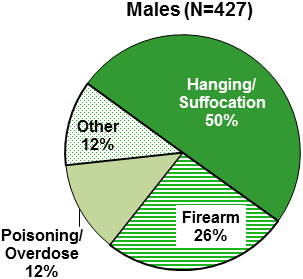 Males (N=427)
Hanging/
Suffocation
50%
Other
12%
Firearm
26%
Poisoning/
Overdose
12%